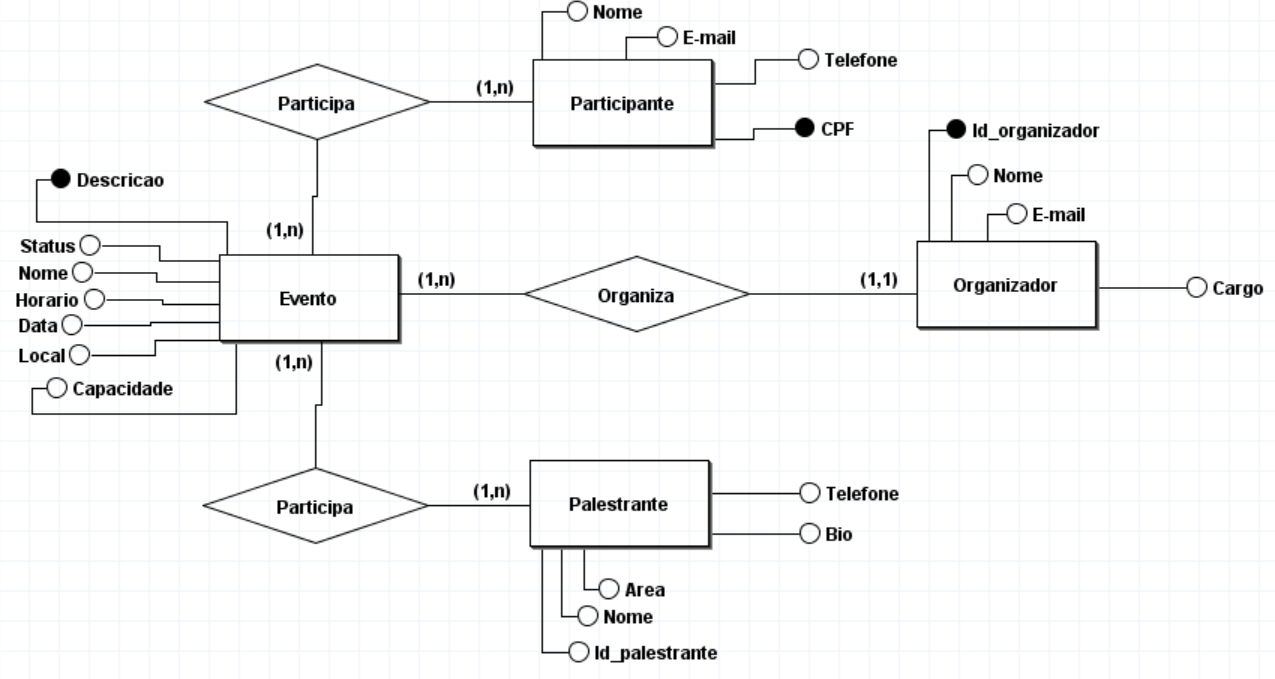 Nome
E-mail
Telefone
Participa
(1,n)
Participante
CPF
Id_organizador
Nome
E-mail
Descricao
(1,n)
Status
Nome
Horario
Data
Local
Capacidade
Evento
(1,n)
Organiza
(1,1)
Organizador
Cargo
(1,n)
Participa
(1,n)
Palestrante
Telefone
Bio
Area
Nome
Id_palestrante